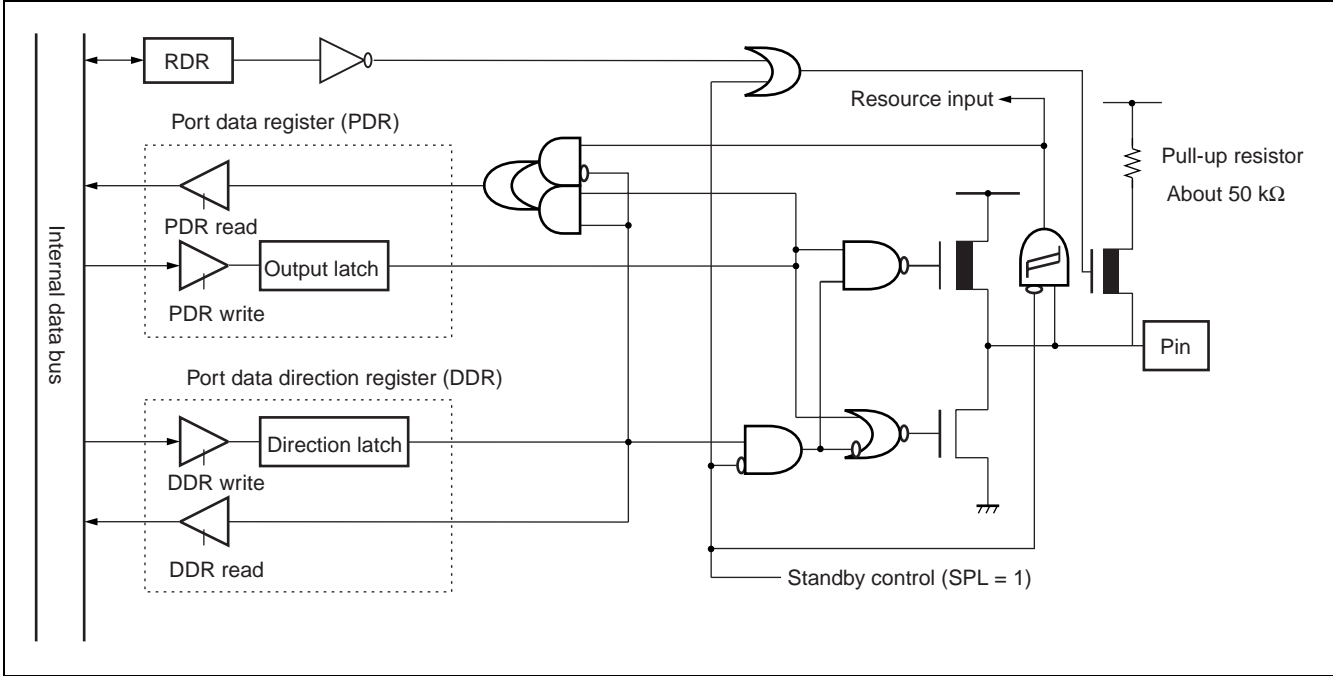 RDR
Resource input
Port data register (PDR)
Pull-up resistor
About 50 kΩ
PDR read
Output latch
PDR write
Internal data bus
Pin
Port data direction register (DDR)
Direction latch
DDR write
DDR read
Standby control (SPL = 1)